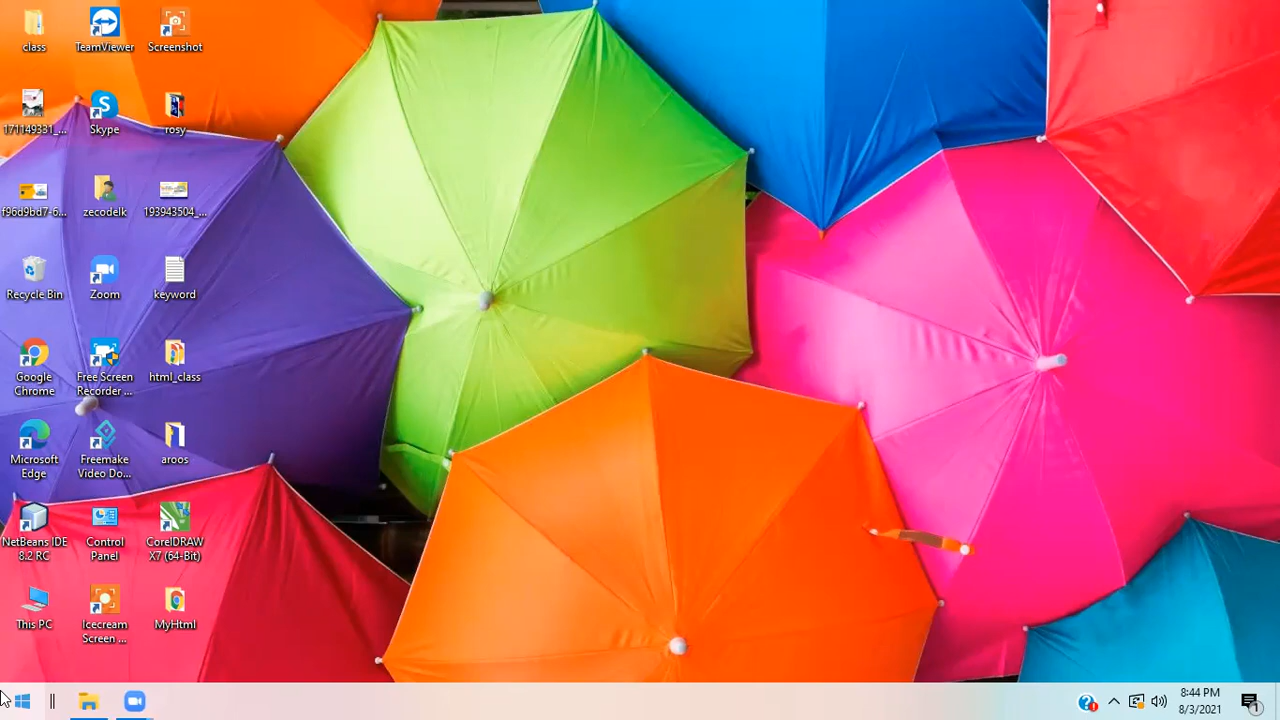 class
TeamViewer
Screenshot
171149331_...
Skype
rosy
f96d9bd7-6...
zecodelk
193943504_...
Recycle Bin
Zoom
keyword
Google
Chrome
Free Screen
Recorder ...
html_class
Microsoft
Edge
Freemake
Video Do...
aroos
NetBeans IDE
8.2 RC
Control
Panel
CorelDRAW
X7 (64-Bit)
This PC
Icecream
Screen ...
MyHtml
8:44 PM
8/3/2021
1